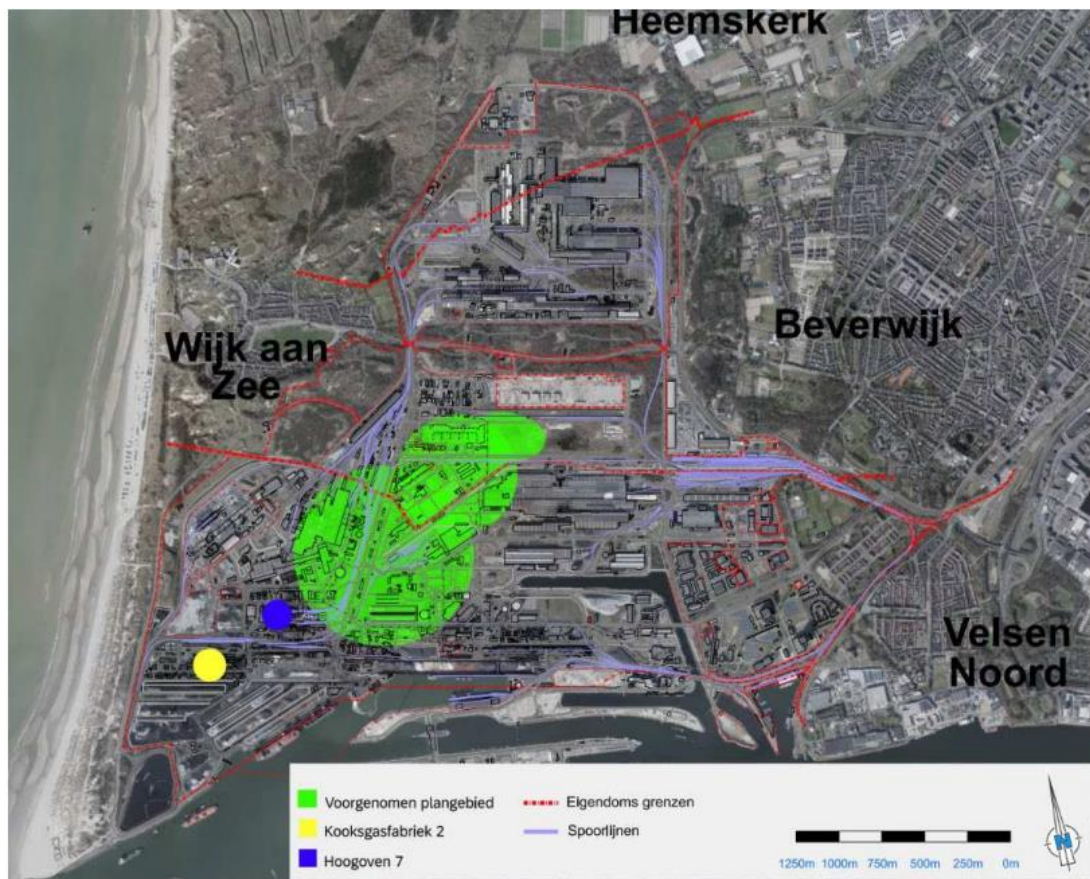 Heemskerk
Beverwijk
Wijk aan
Zee
Velsen
Noord
Voorgenomen plangebied
Kooksgasfabriek 2
Hoogoven 7
Eigendoms grenzen
Spoorlijnen
1250m 1000m 750m 500m 250m 0m
N